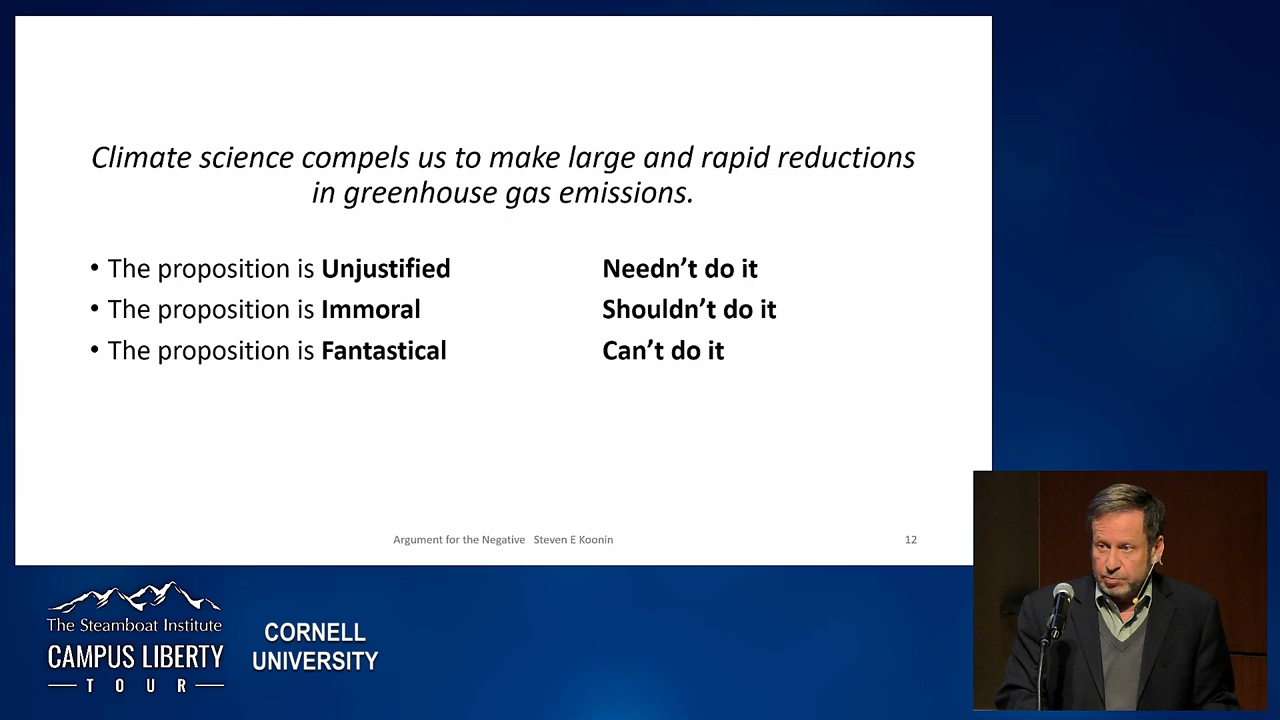 Climate science compels us to make large and rapid reductions
in greenhouse gas emissions.
• The proposition is Unjustified Needn’t do it
• The proposition is Immoral Shouldn’t do it
• The proposition is Fantastical Can’t do it
Argument for the Negative Steven E Koonin 12
The Steamboat Institute
CAMPUS LIBERTY
TOUR
CORNELL
UNIVERSITY